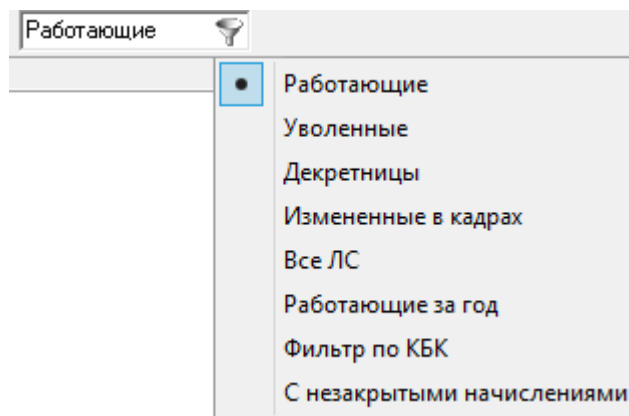 Работающие
Работающие
Уволенные
Декретницы
Измененные в кадрах
Все ЛС
Работающие за год
Фильтр по КБК
С незакрытыми начислениями